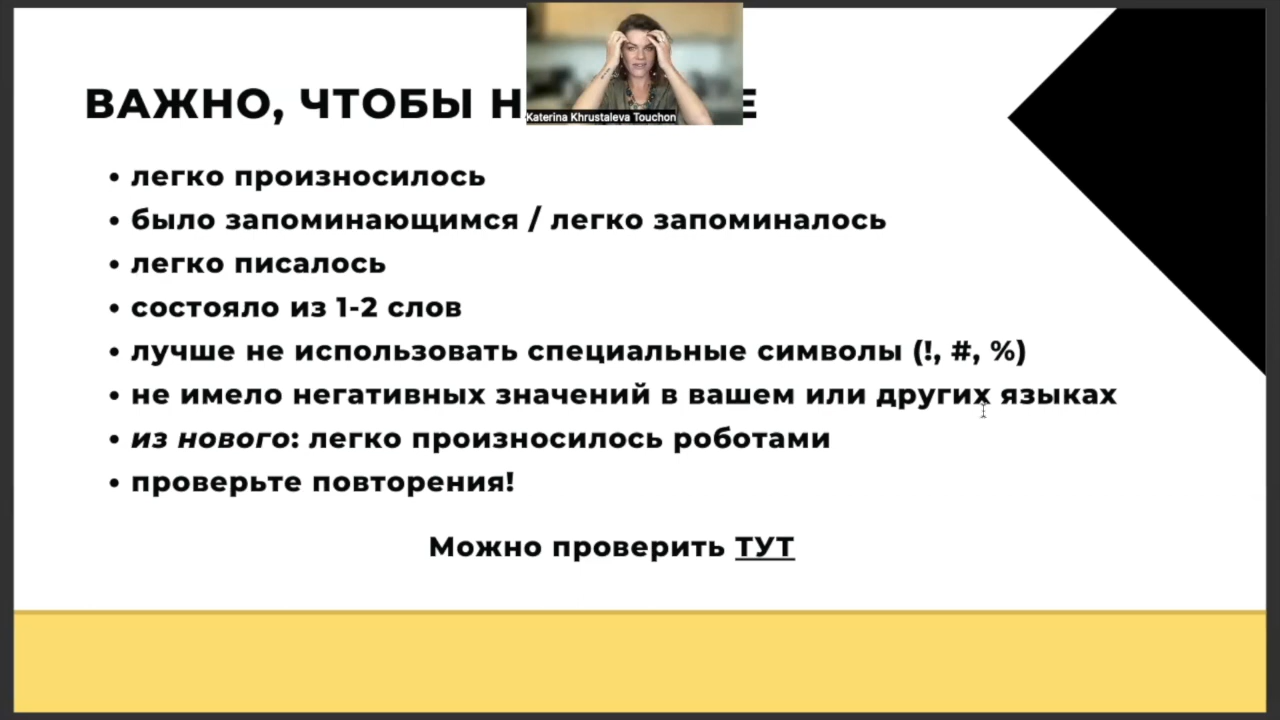 Katerina Khrustaleva Touchon
ВАЖНО, ЧТОБЫ
• легко произносилось
• было запоминающимся / легко запоминалось
• легко писалось
• состояло из 1-2 слов
• лучше не использовать специальные символы (!, #, %)
• не имело негативных значений в вашем или других языках
• из нового: легко произносилось роботами
• проверьте повторения!
Можно проверить ТУТ